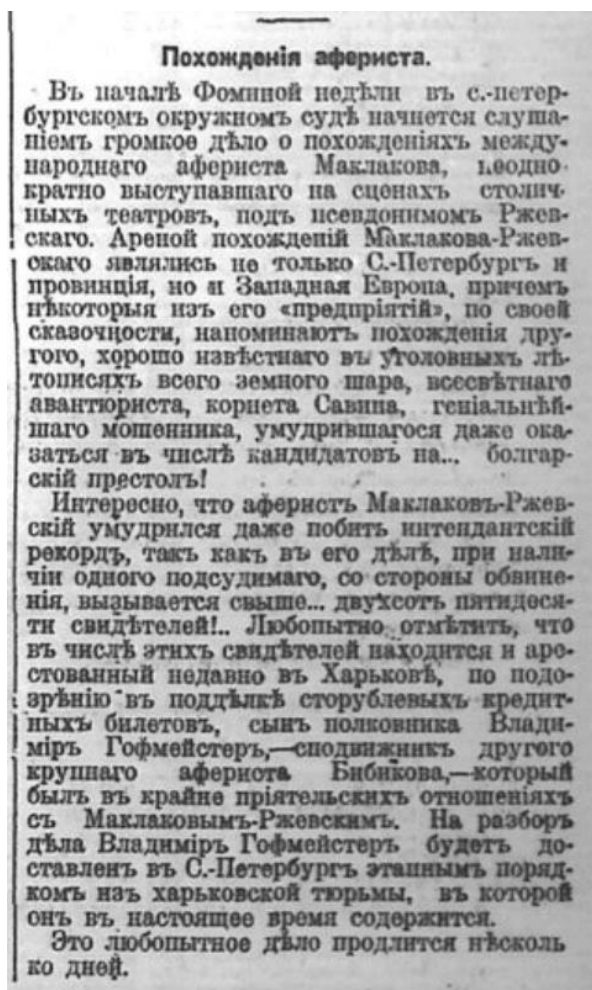 Похожденія афериста.
Въ началѣ Фоминой недѣли въ с.-петер-
бургскомъ окружномъ судѣ начнется слуша-
ніемъ громкое дѣло о похожденіяхъ между-
народнаго афериста Маклакова, неодно-
кратно выступавшаго на сценахъ столич-
ныхъ театровъ, подъ псевдонимомъ Ржев-
скаго. Ареной похожденій Маклакова-Ржев-
скаго являлись не только С.-Петербургъ и
провинція, но и Западная Европа, причемъ
нѣкоторыя изъ его «предпріятій», по своей
сказочности, напоминаютъ похожденія дру-
гого, хорошо извѣстнаго въ уголовныхъ лѣ-
тописяхъ всего земного шара, всесвѣтнаго
авантюриста, корнета Савина, геніальнѣй-
шаго мошенника, умудрившагося даже ока-
заться въ числѣ кандидатовъ на... болгар-
скій престолъ!
Интересно, что аферистъ Маклаковъ-Ржев-
скій умудрился даже побить интендантскій
рекордъ, такъ какъ въ его дѣлѣ, при нали-
чіи одного подсудимаго, со стороны обвине-
нія, вызывается свыше... двухсотъ пятидеся-
ти свидѣтелей!.. Любопытно отмѣтить, что
въ числѣ этихъ свидѣтелей находится и аре-
стованный недавно въ Харьковѣ, по подо-
зрѣнію въ поддѣлкѣ сторублевыхъ кредит-
ныхъ билетовъ, сынъ полковника Влади-
міръ Гофмейстеръ,—сподвижникъ другого
крупнаго афериста Бибикова,—который
былъ въ крайне пріятельскихъ отношеніяхъ
съ Маклаковымъ-Ржевскимъ. На разборъ
дѣла Владиміръ Гофмейстеръ будетъ до-
ставленъ въ С.-Петербургъ этапнымъ поряд-
комъ изъ харьковской тюрьмы, въ которой
онъ въ настоящее время содержится.
Это любопытное дѣло продлится нѣсколь
ко дней.